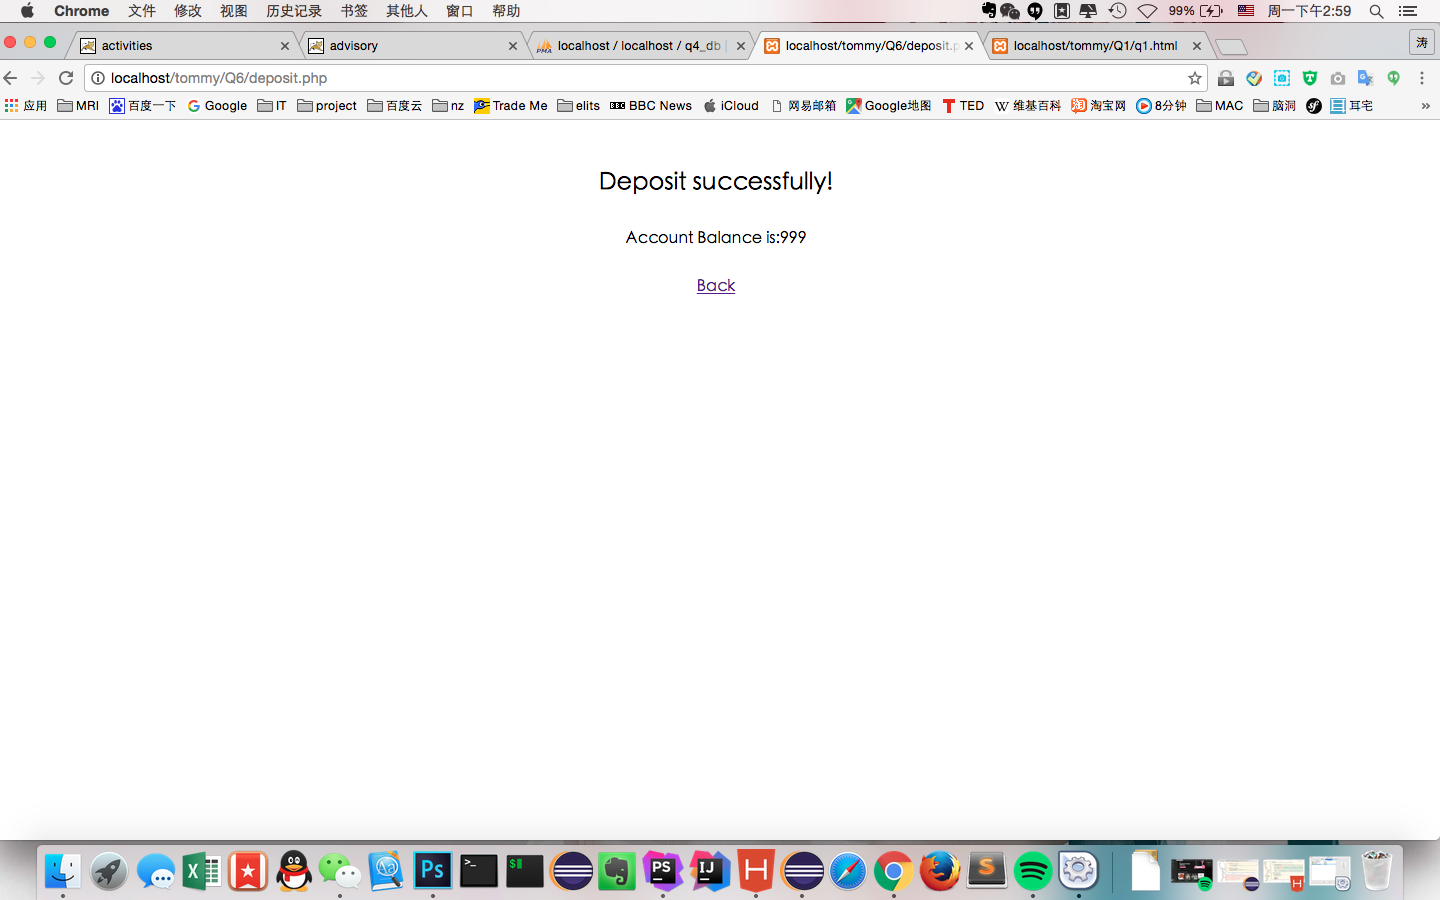 Chrome 文件 修改 视图 历史记录 书签 其他人 窗口 帮助 99% 周一下午2:59
activities advisory localhost / localhost / q4_db | localhost/tommy/Q6/deposit.p localhost/tommy/Q1/q1.html 涛
localhost/tommy/Q6/deposit.php
应用 MRI 百度一下 Google IT project 百度云 nz Trade Me elits BBC BBC News iCloud 网易邮箱 Google地图 TED W 维基百科 淘 淘宝网 8分钟 MAC 脑洞 耳宅 »
Deposit successfully!
Account Balance is:999
Back
Ps >_ $ PS IJ H S